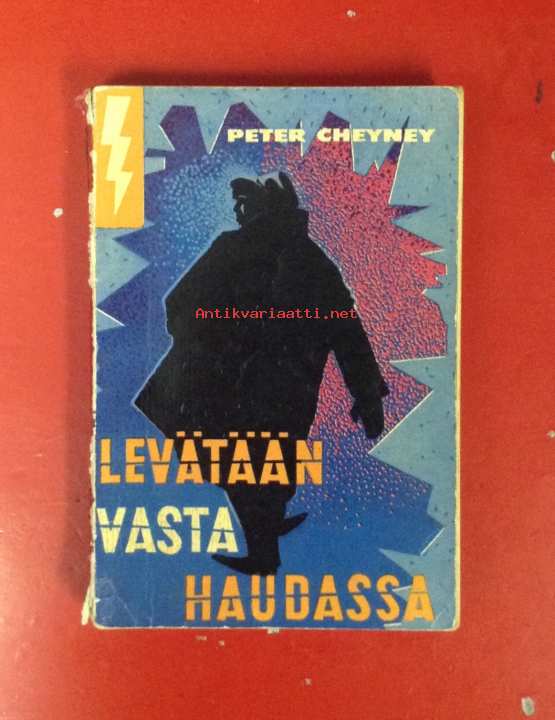 PETER CHEYNEY
Antikvariaatti.net
LEVÄTÄÄN
VASTA
HAUDASSA